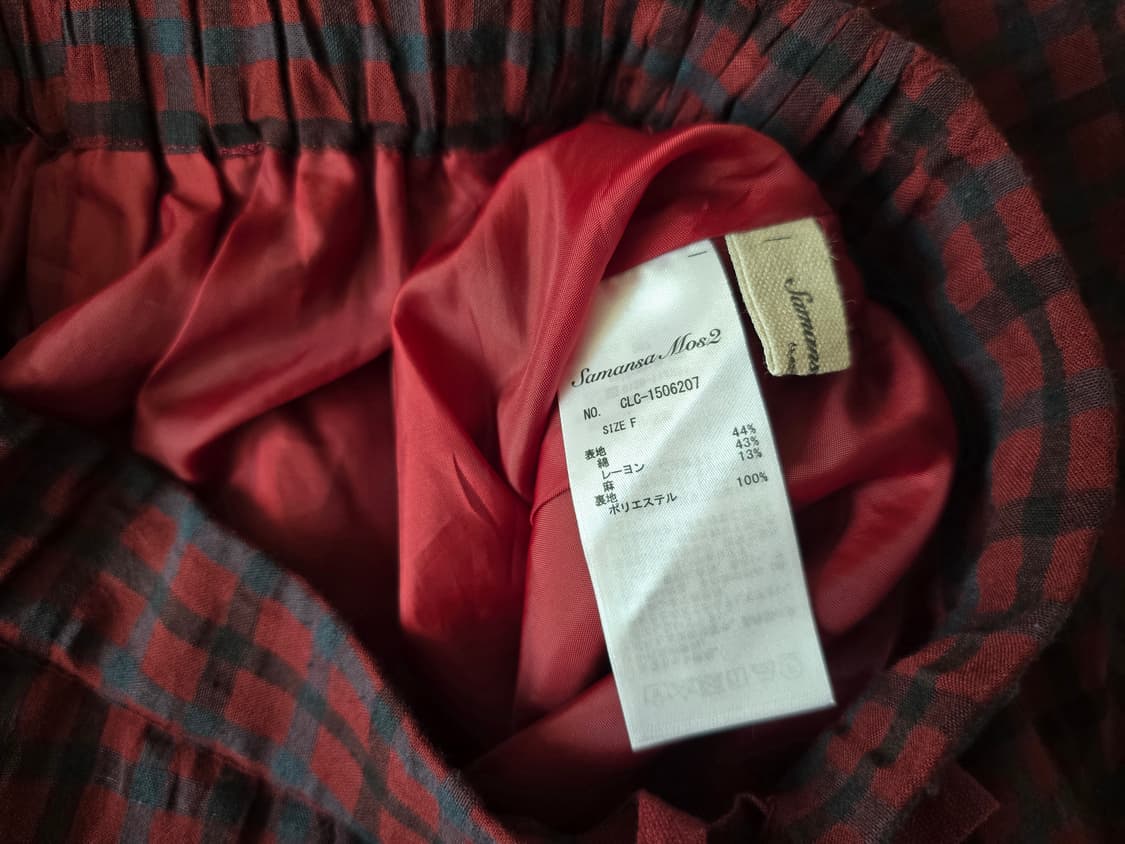 Samansa Mos2
NO. CLC-1506207
SIZE F
表地
綿 44%
レーヨン 43%
麻 13%
裏地
ポリエステル 100%